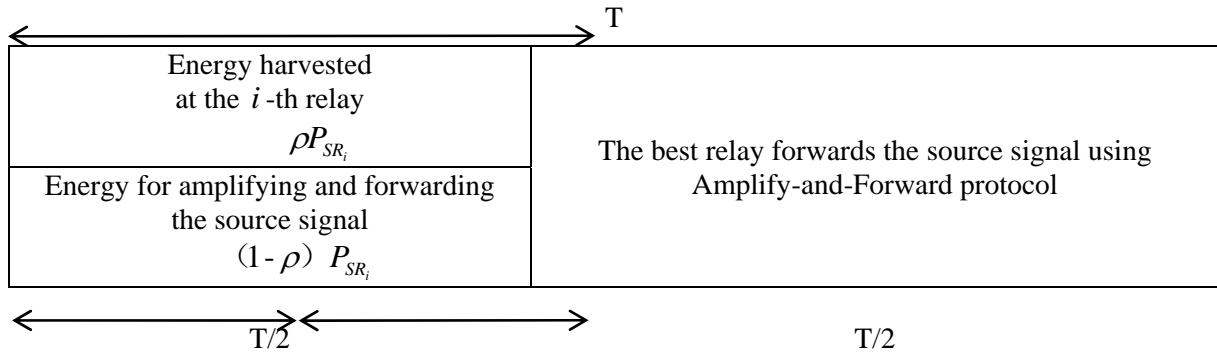 T
Energy harvested
at the i -th relay
ρP_{SR_i}
Energy for amplifying and forwarding
the source signal
(1 - ρ) P_{SR_i}
The best relay forwards the source signal using
Amplify-and-Forward protocol
T/2 T/2